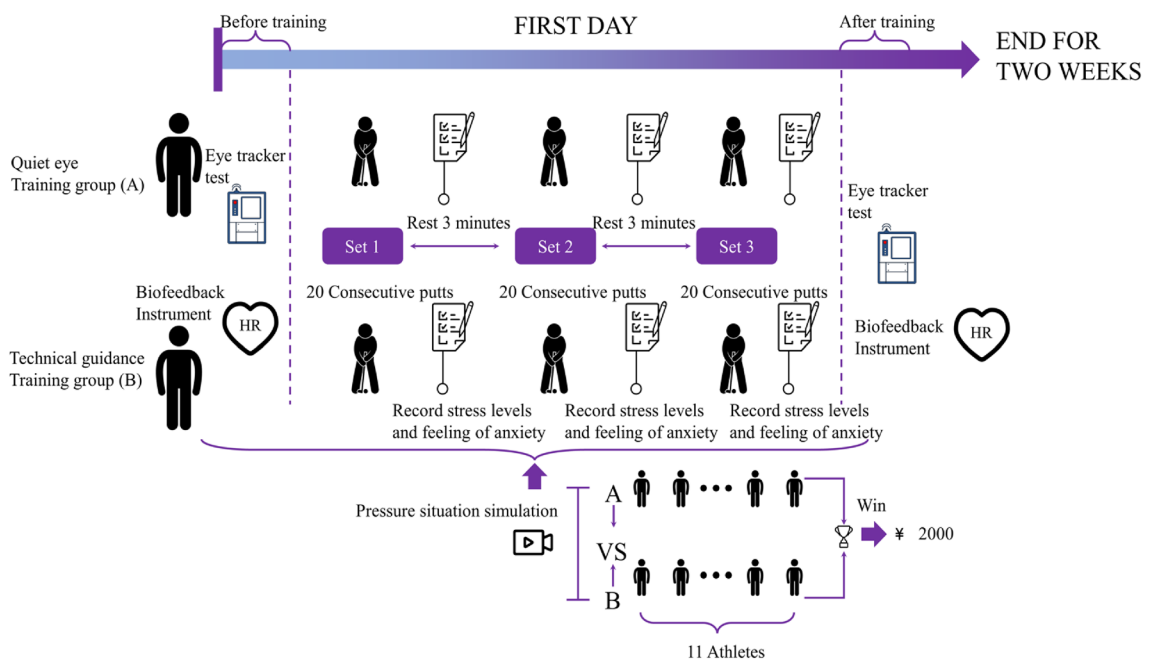 Before training
FIRST DAY
After training
END FOR
TWO WEEKS
Quiet eye
Training group (A)
Eye tracker
test
Eye tracker
test
Rest 3 minutes
Rest 3 minutes
Set 1
Set 2
Set 3
20 Consecutive putts
20 Consecutive putts
20 Consecutive putts
Biofeedback
Instrument
HR
Biofeedback
Instrument
HR
Technical guidance
Training group (B)
Record stress levels
and feeling of anxiety
Record stress levels
and feeling of anxiety
Record stress levels
and feeling of anxiety
Pressure situation simulation
A
VS
B
Win
¥ 2000
11 Athletes